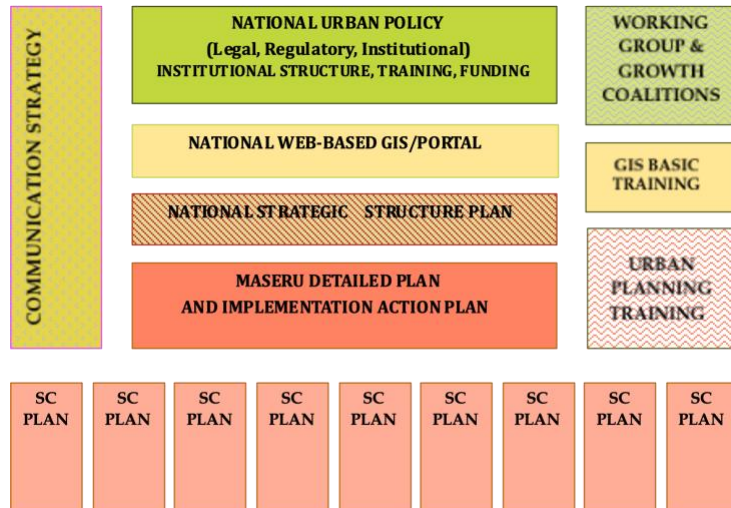 COMMUNICATION STRATEGY
NATIONAL URBAN POLICY
(Legal, Regulatory, Institutional)
INSTITUTIONAL STRUCTURE, TRAINING, FUNDING
NATIONAL WEB-BASED GIS/PORTAL
NATIONAL STRATEGIC STRUCTURE PLAN
MASERU DETAILED PLAN
AND IMPLEMENTATION ACTION PLAN
WORKING
GROUP &
GROWTH
COALITIONS
GIS BASIC
TRAINING
URBAN
PLANNING
TRAINING
SC
PLAN
SC
PLAN
SC
PLAN
SC
PLAN
SC
PLAN
SC
PLAN
SC
PLAN
SC
PLAN
SC
PLAN